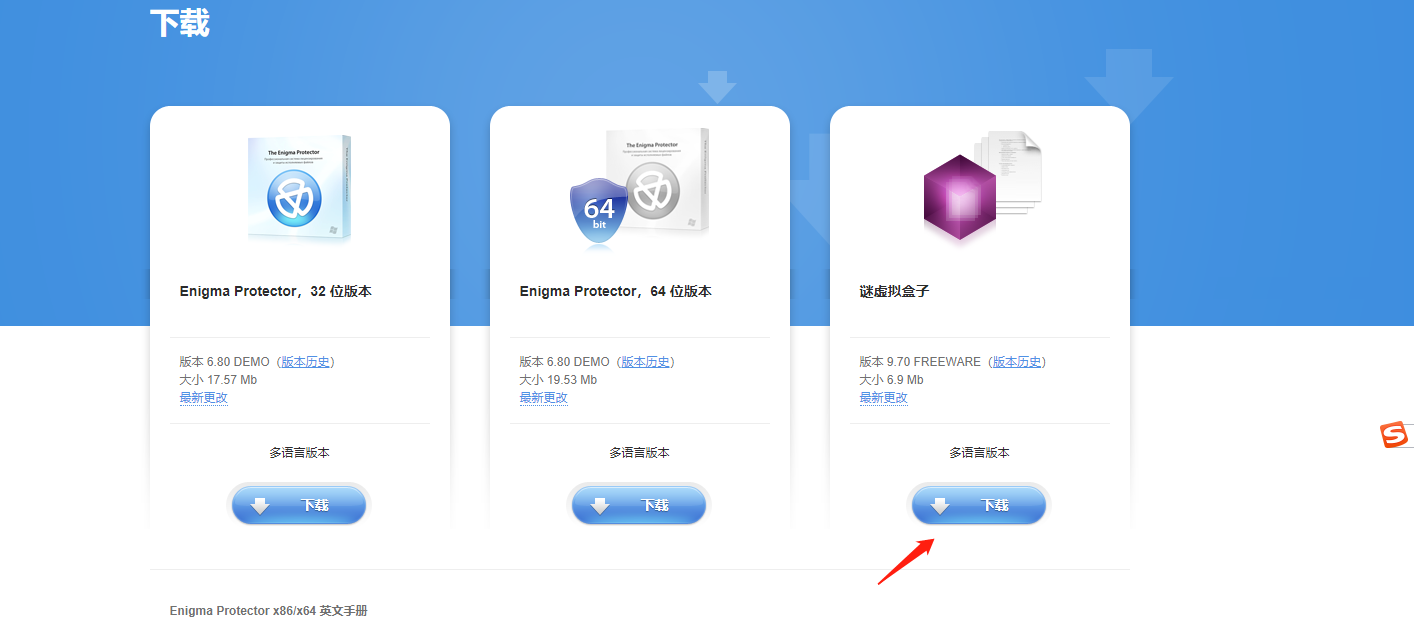 下载
The Enigma Protector
The Enigma Protector
64
bit
Enigma Protector，32 位版本
Enigma Protector，64 位版本
谜虚拟盒子
版本 6.80 DEMO（版本历史）
大小 17.57 Mb
最新更改
版本 6.80 DEMO（版本历史）
大小 19.53 Mb
最新更改
版本 9.70 FREEWARE（版本历史）
大小 6.9 Mb
最新更改
多语言版本
多语言版本
多语言版本
下载
下载
下载
Enigma Protector x86/x64 英文手册